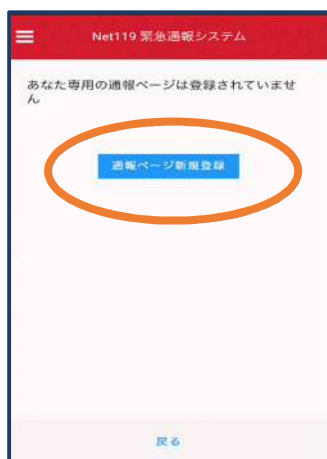 Net119 緊急通報システム
あなた専用の通報ページは登録されていませ
ん
通報ページ新規登録
戻る